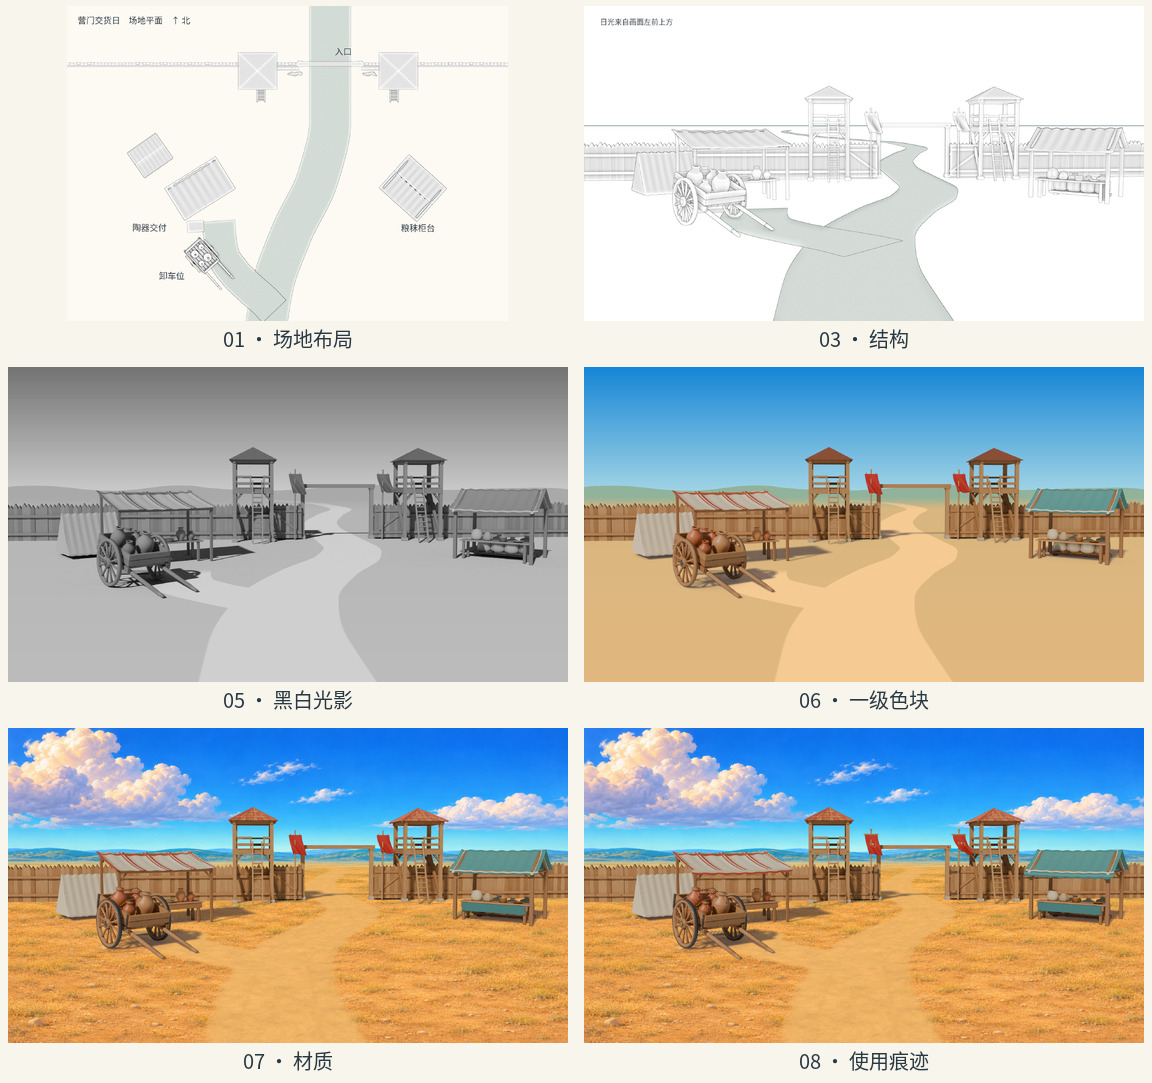 营门交货日 场地平面 ↑ 北
入口
陶器交付
粮秣柜台
卸车位
01 · 场地布局
日光来自画面左前上方
03 · 结构
05 · 黑白光影
06 · 一级色块
07 · 材质
08 · 使用痕迹